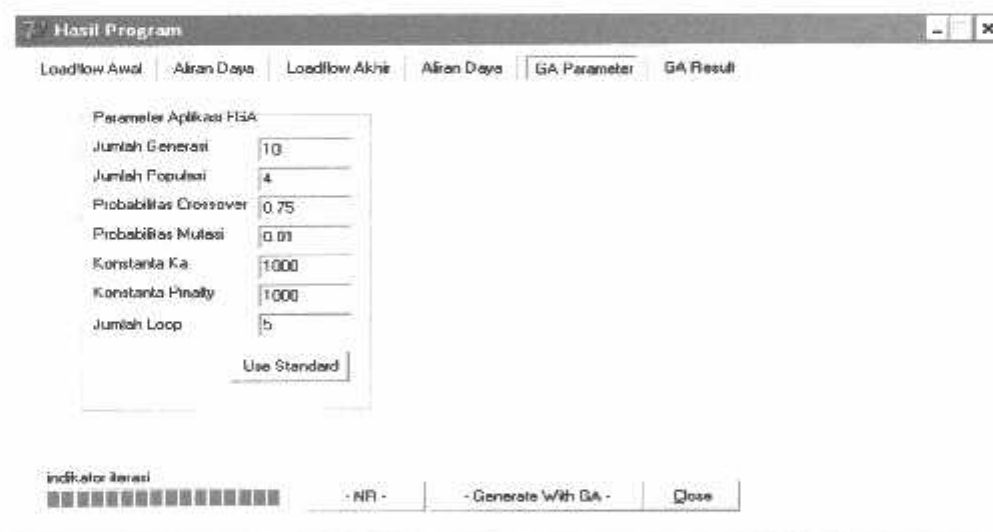 Hasil Program
Loadflow Awal Aliran Daya Loadflow Akhir Aliran Daya GA Parameter GA Result
Parameter Aplikasi FGA
Jumlah Generasi 10
Jumlah Populasi 4
Probabilitas Crossover 0.75
Probabilitas Mutasi 0.01
Konstanta Ka 1000
Konstanta Pinalty 1000
Jumlah Loop 5
Use Standard
indikator iterasi
- NR - - Generate With GA - Close